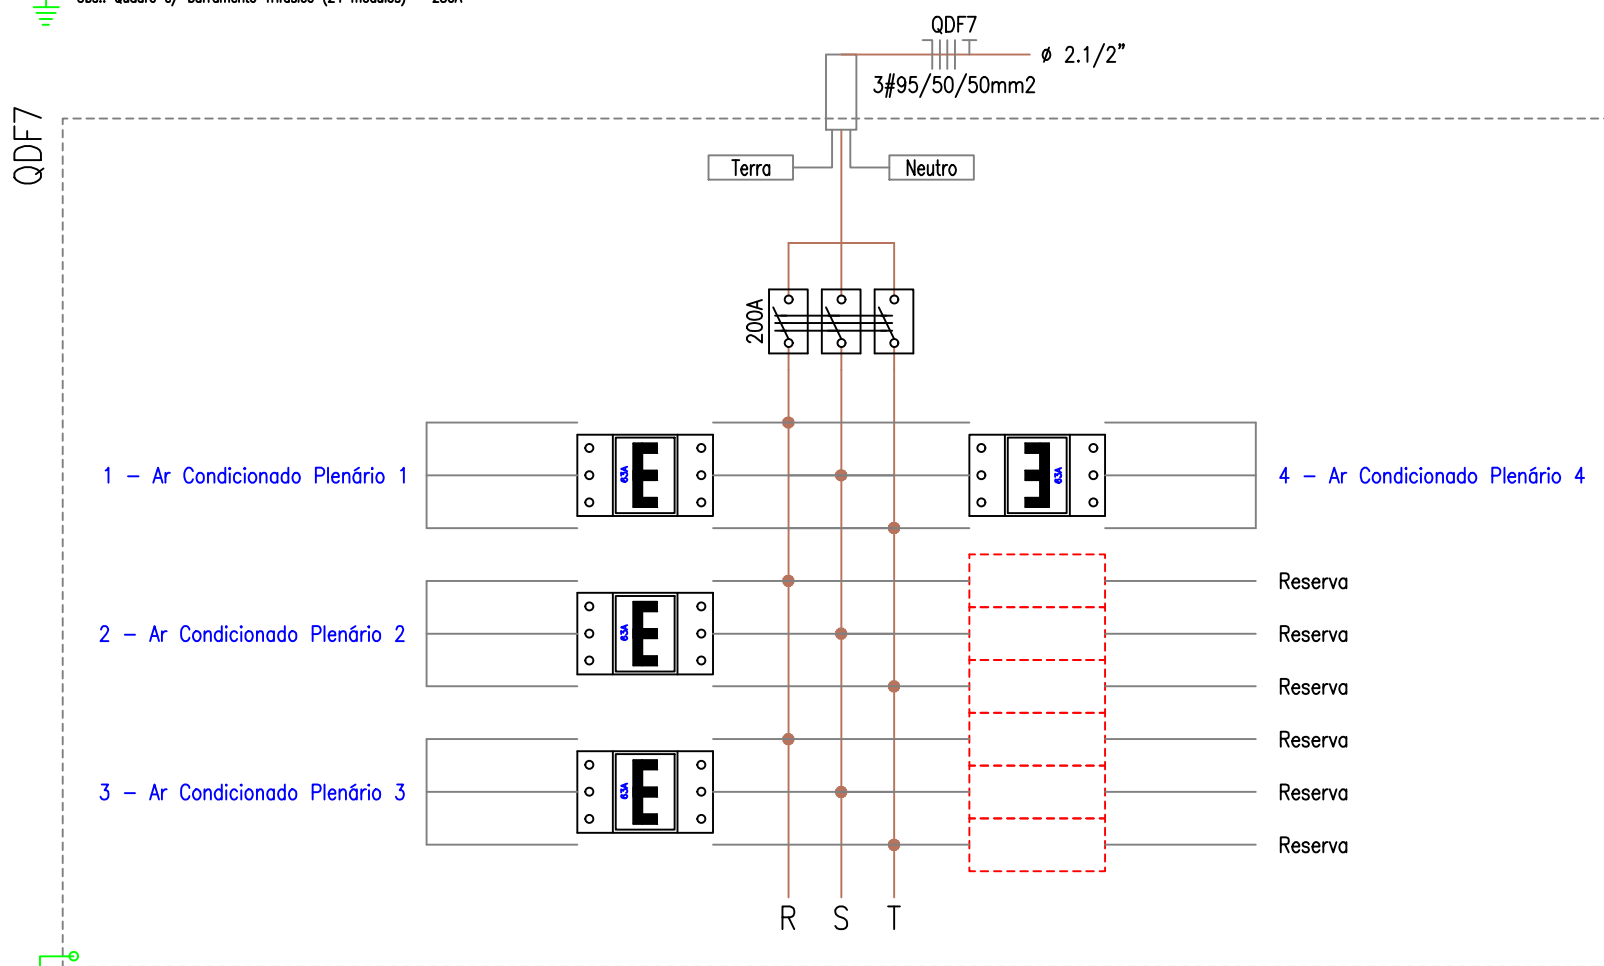 QDF7
ø 2.1/2”
3#95/50/50mm2
QDF7
Terra
Neutro
200A
1 – Ar Condicionado Plenário 1
63A
E
E
63A
4 – Ar Condicionado Plenário 4
Reserva
2 – Ar Condicionado Plenário 2
63A
E
Reserva
Reserva
Reserva
3 – Ar Condicionado Plenário 3
63A
E
Reserva
Reserva
R S T